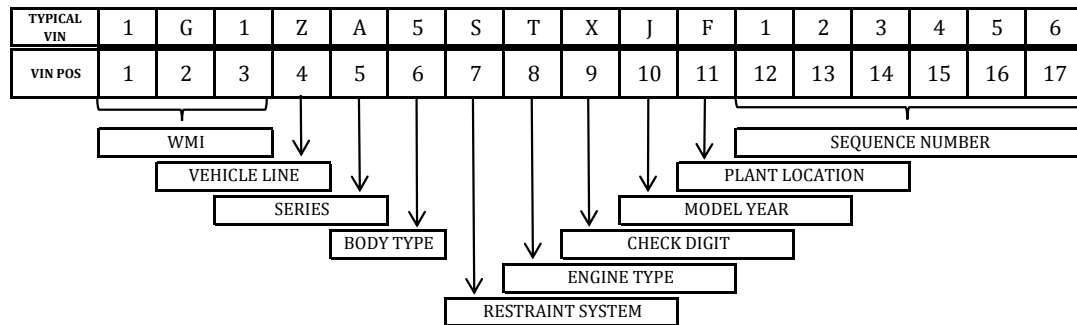 TYPICAL VIN 1 G 1 Z A 5 S T X J F 1 2 3 4 5 6
VIN POS 1 2 3 4 5 6 7 8 9 10 11 12 13 14 15 16 17
WMI SEQUENCE NUMBER
VEHICLE LINE PLANT LOCATION
SERIES MODEL YEAR
BODY TYPE CHECK DIGIT
ENGINE TYPE
RESTRAINT SYSTEM